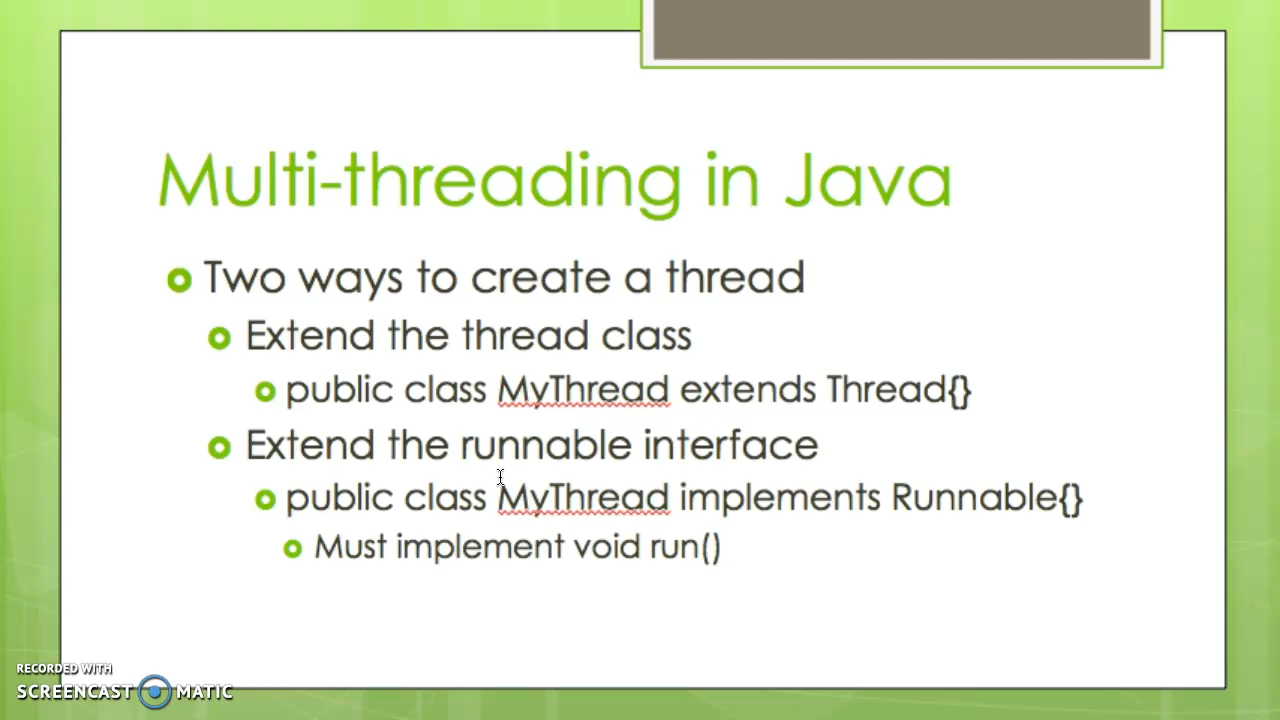 Multi-threading in Java
Two ways to create a thread
Extend the thread class
public class MyThread extends Thread{}
Extend the runnable interface
public class MyThread implements Runnable{}
Must implement void run()
RECORDED WITH
SCREENCAST MATIC